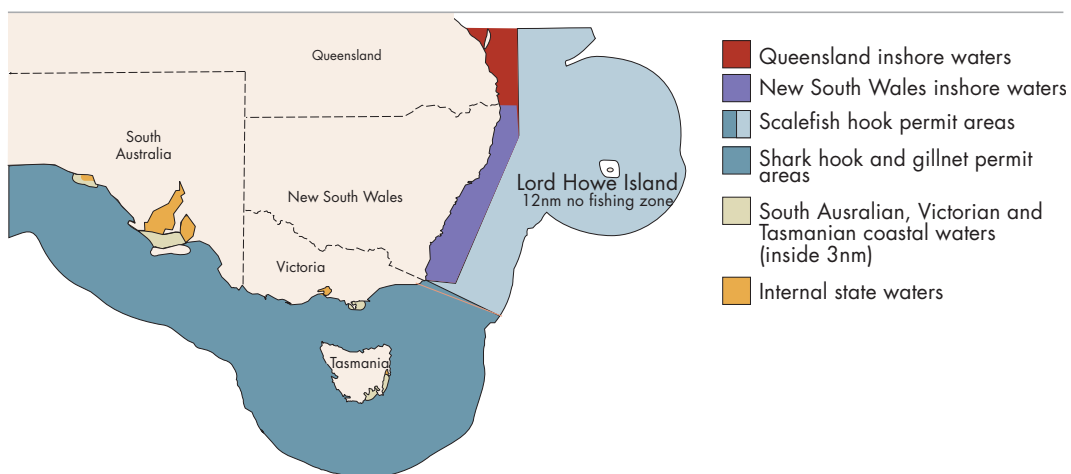 Queensland
South
Australia
New South Wales
Victoria
Tasmania
Lord Howe Island
12nm no fishing zone
Queensland inshore waters
New South Wales inshore waters
Scalefish hook permit areas
Shark hook and gillnet permit
areas
South Ausralian, Victorian and
Tasmanian coastal waters
(inside 3nm)
Internal state waters